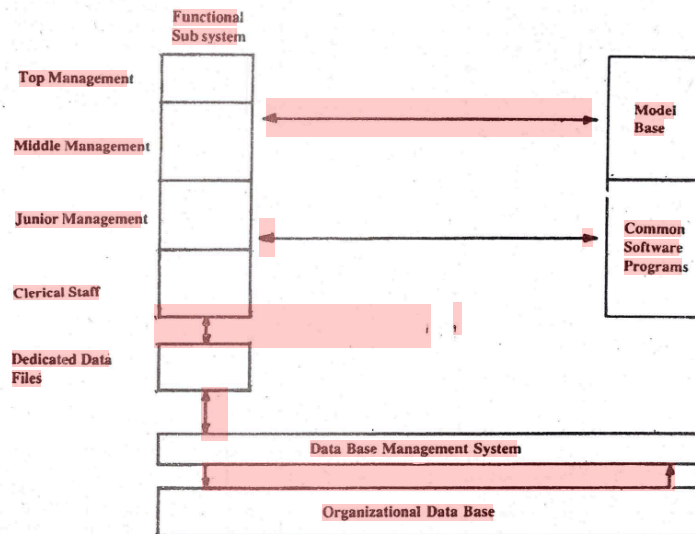 Functional
Sub system
Top Management
Model
Base
Middle Management
Junior Management
Common
Software
Programs
Clerical Staff
Dedicated Data
Files
Data Base Management System
Organizational Data Base